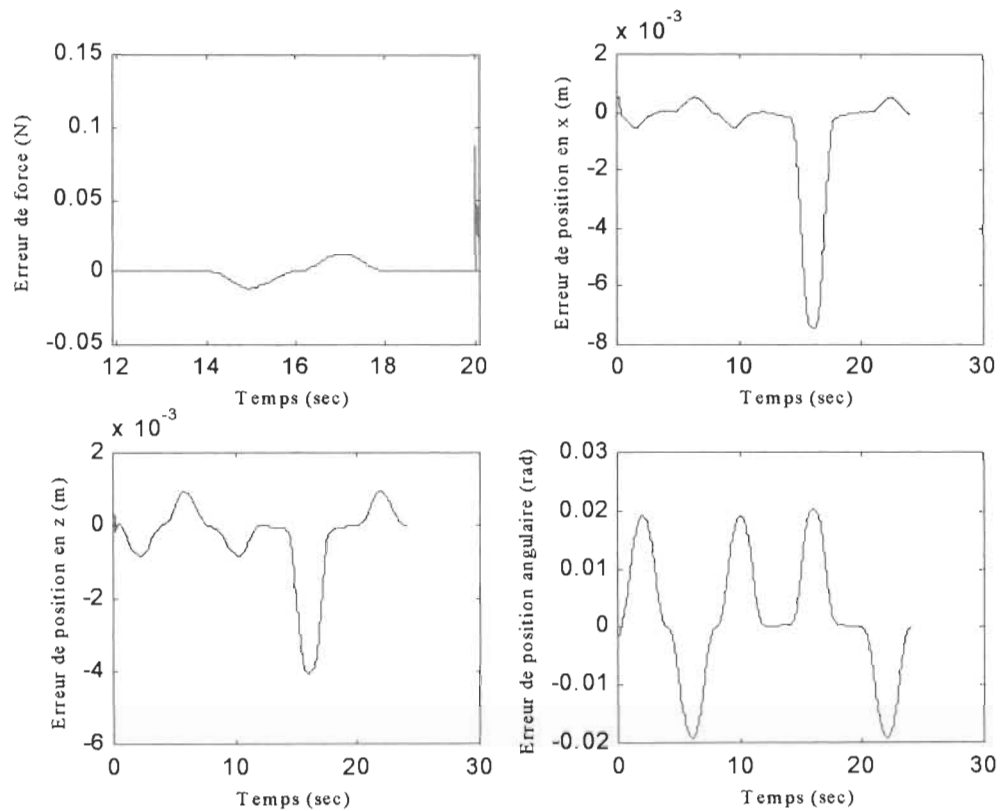 Erreur de force (N)
0.15
0.1
0.05
0
-0.05
12 14 16 18 20
Temps (sec)
x 10-3
Erreur de position en x (m)
2
0
-2
-4
-6
-8
0 10 20 30
Temps (sec)
x 10-3
Erreur de position en z (m)
2
0
-2
-4
-6
0 10 20 30
Temps (sec)
Erreur de position angulaire (rad)
0.03
0.02
0.01
0
-0.01
-0.02
0 10 20 30
Temps (sec)